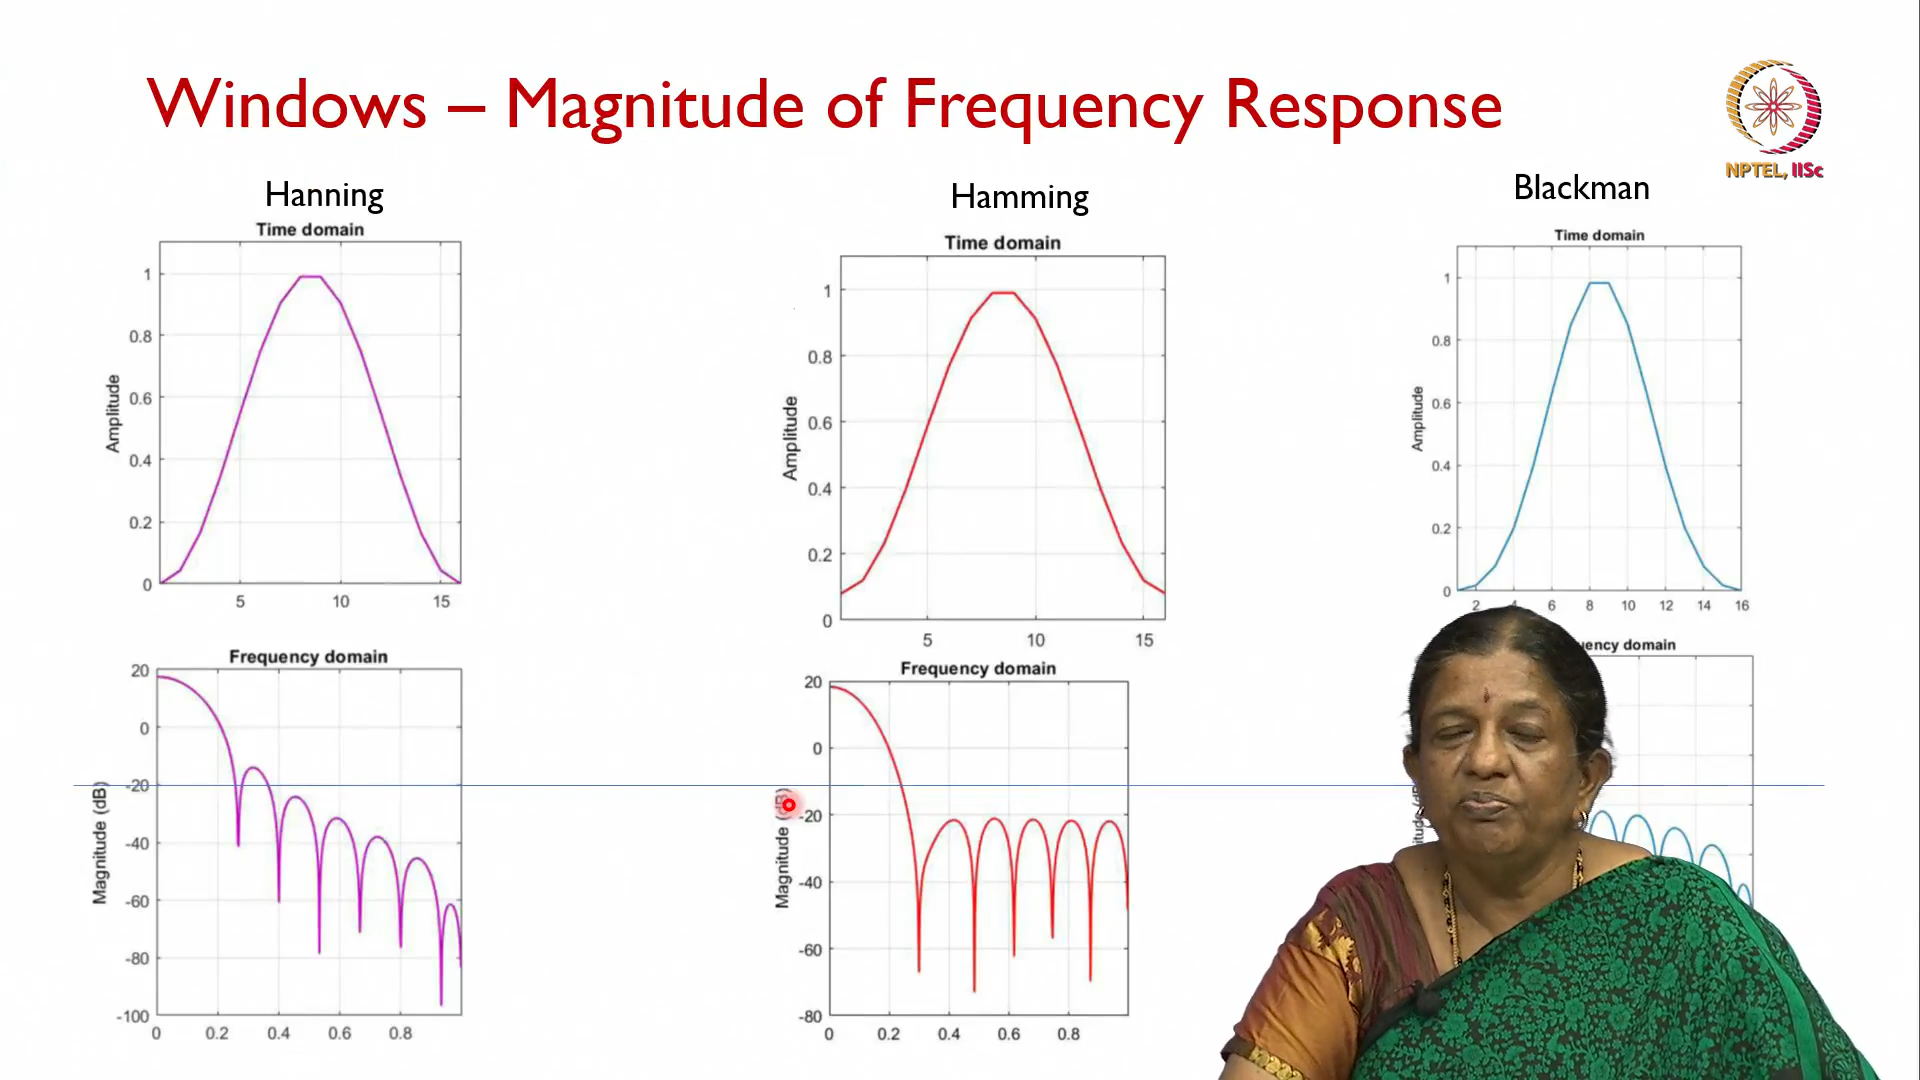 Windows – Magnitude of Frequency Response
NPTEL, IISc
Hanning
Time domain
1
0.8
0.6
0.4
0.2
0
Amplitude
5 10 15
Frequency domain
20
0
-20
-40
-60
-80
-100
Magnitude (dB)
0 0.2 0.4 0.6 0.8
Hamming
Time domain
1
0.8
0.6
0.4
0.2
0
Amplitude
5 10 15
Frequency domain
20
0
-20
-40
-60
-80
Magnitude (dB)
0 0.2 0.4 0.6 0.8
Blackman
Time domain
1
0.8
0.6
0.4
0.2
0
Amplitude
2 4 6 8 10 12 14 16
domain